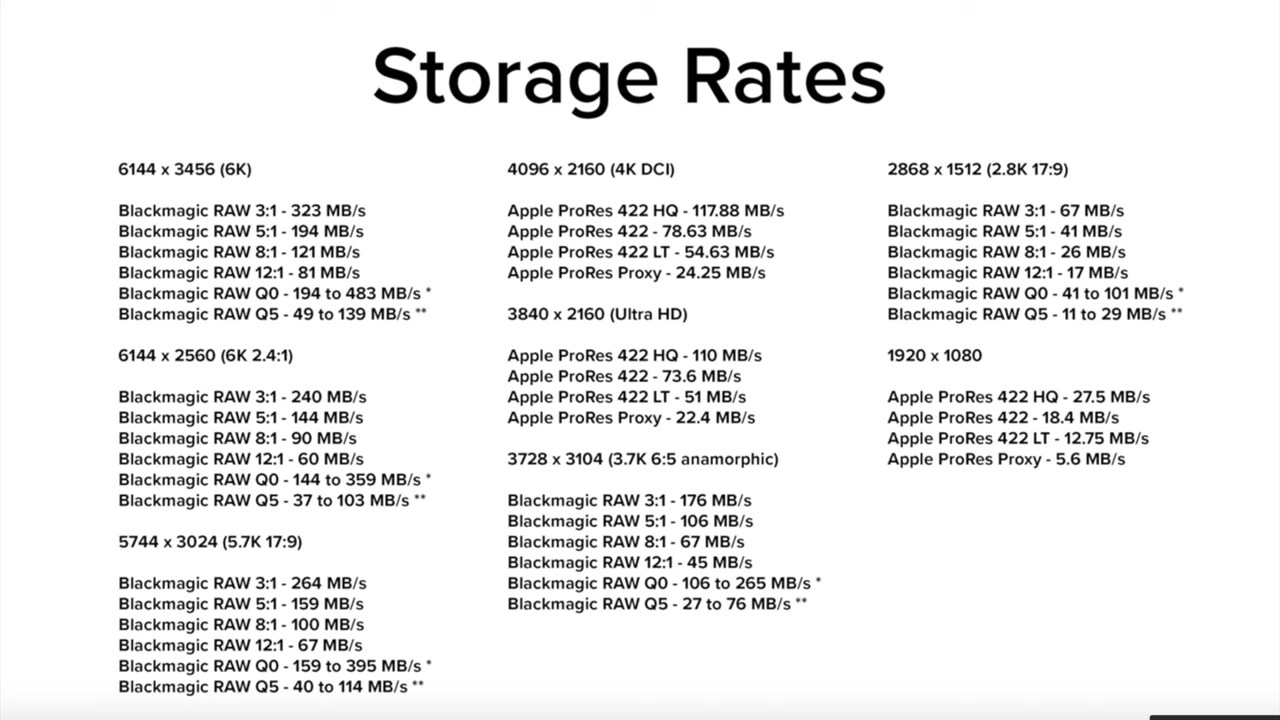 Storage Rates
6144 x 3456 (6K)
Blackmagic RAW 3:1 - 323 MB/s
Blackmagic RAW 5:1 - 194 MB/s
Blackmagic RAW 8:1 - 121 MB/s
Blackmagic RAW 12:1 - 81 MB/s
Blackmagic RAW Q0 - 194 to 483 MB/s *
Blackmagic RAW Q5 - 49 to 139 MB/s **
6144 x 2560 (6K 2.4:1)
Blackmagic RAW 3:1 - 240 MB/s
Blackmagic RAW 5:1 - 144 MB/s
Blackmagic RAW 8:1 - 90 MB/s
Blackmagic RAW 12:1 - 60 MB/s
Blackmagic RAW Q0 - 144 to 359 MB/s *
Blackmagic RAW Q5 - 37 to 103 MB/s **
5744 x 3024 (5.7K 17:9)
Blackmagic RAW 3:1 - 264 MB/s
Blackmagic RAW 5:1 - 159 MB/s
Blackmagic RAW 8:1 - 100 MB/s
Blackmagic RAW 12:1 - 67 MB/s
Blackmagic RAW Q0 - 159 to 395 MB/s *
Blackmagic RAW Q5 - 40 to 114 MB/s **
4096 x 2160 (4K DCI)
Apple ProRes 422 HQ - 117.88 MB/s
Apple ProRes 422 - 78.63 MB/s
Apple ProRes 422 LT - 54.63 MB/s
Apple ProRes Proxy - 24.25 MB/s
3840 x 2160 (Ultra HD)
Apple ProRes 422 HQ - 110 MB/s
Apple ProRes 422 - 73.6 MB/s
Apple ProRes 422 LT - 51 MB/s
Apple ProRes Proxy - 22.4 MB/s
3728 x 3104 (3.7K 6:5 anamorphic)
Blackmagic RAW 3:1 - 176 MB/s
Blackmagic RAW 5:1 - 106 MB/s
Blackmagic RAW 8:1 - 67 MB/s
Blackmagic RAW 12:1 - 45 MB/s
Blackmagic RAW Q0 - 106 to 265 MB/s *
Blackmagic RAW Q5 - 27 to 76 MB/s **
2868 x 1512 (2.8K 17:9)
Blackmagic RAW 3:1 - 67 MB/s
Blackmagic RAW 5:1 - 41 MB/s
Blackmagic RAW 8:1 - 26 MB/s
Blackmagic RAW 12:1 - 17 MB/s
Blackmagic RAW Q0 - 41 to 101 MB/s *
Blackmagic RAW Q5 - 11 to 29 MB/s **
1920 x 1080
Apple ProRes 422 HQ - 27.5 MB/s
Apple ProRes 422 - 18.4 MB/s
Apple ProRes 422 LT - 12.75 MB/s
Apple ProRes Proxy - 5.6 MB/s